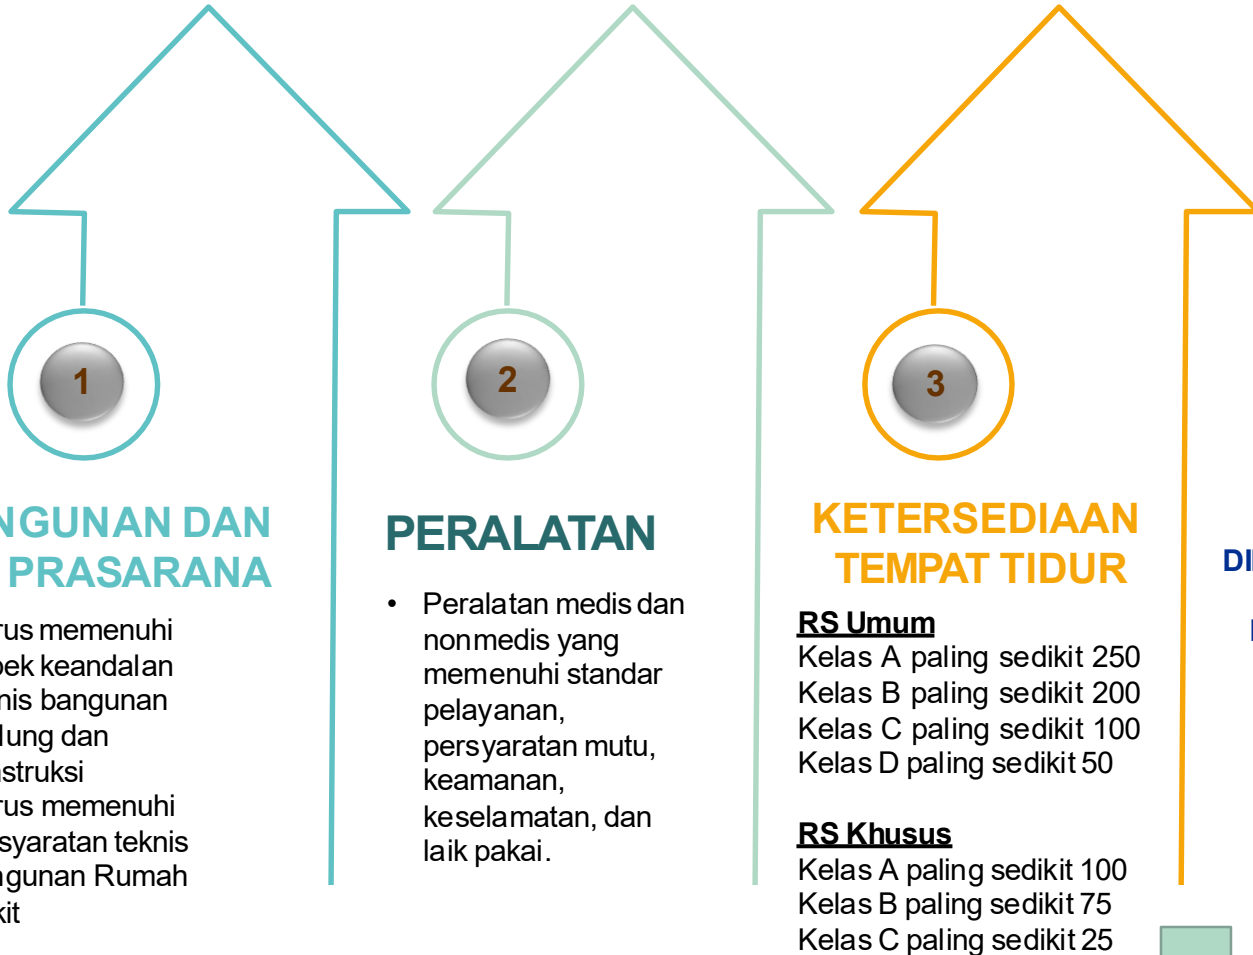 1
NGUNAN DAN
PRASARANA
rus memenuhi
ek keandalan
nis bangunan
lung dan
struksi
rus memenuhi
syaratan teknis
gunan Rumah
kit
2
PERALATAN
• Peralatan medis dan
nonmedis yang
memenuhi standar
pelayanan,
persyaratan mutu,
keamanan,
keselamatan, dan
laik pakai.
3
KETERSEDIAAN
TEMPAT TIDUR
RS Umum
Kelas A paling sedikit 250
Kelas B paling sedikit 200
Kelas C paling sedikit 100
Kelas D paling sedikit 50
RS Khusus
Kelas A paling sedikit 100
Kelas B paling sedikit 75
Kelas C paling sedikit 25